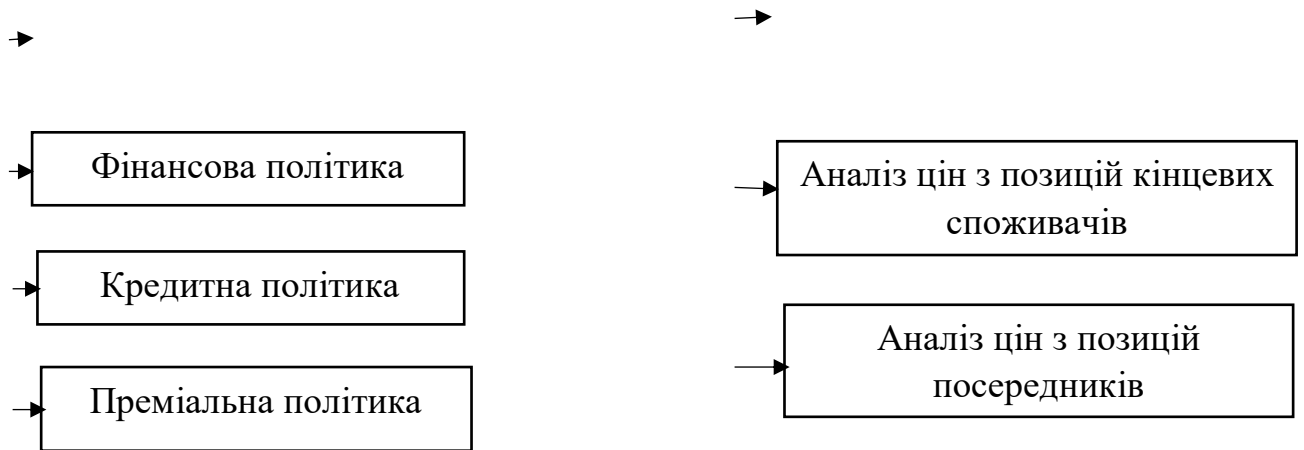 Фінансова політика
Кредитна політика
Преміальна політика
Аналіз цін з позицій кінцевих
споживачів
Аналіз цін з позицій
посередників